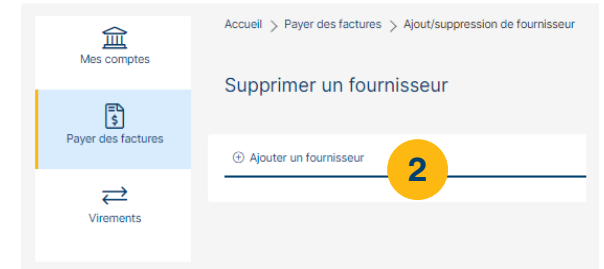 Accueil > Payer des factures > Ajout/suppression de fournisseur
Mes comptes
Supprimer un fournisseur
$
Payer des factures
Ajouter un fournisseur
2
Virements